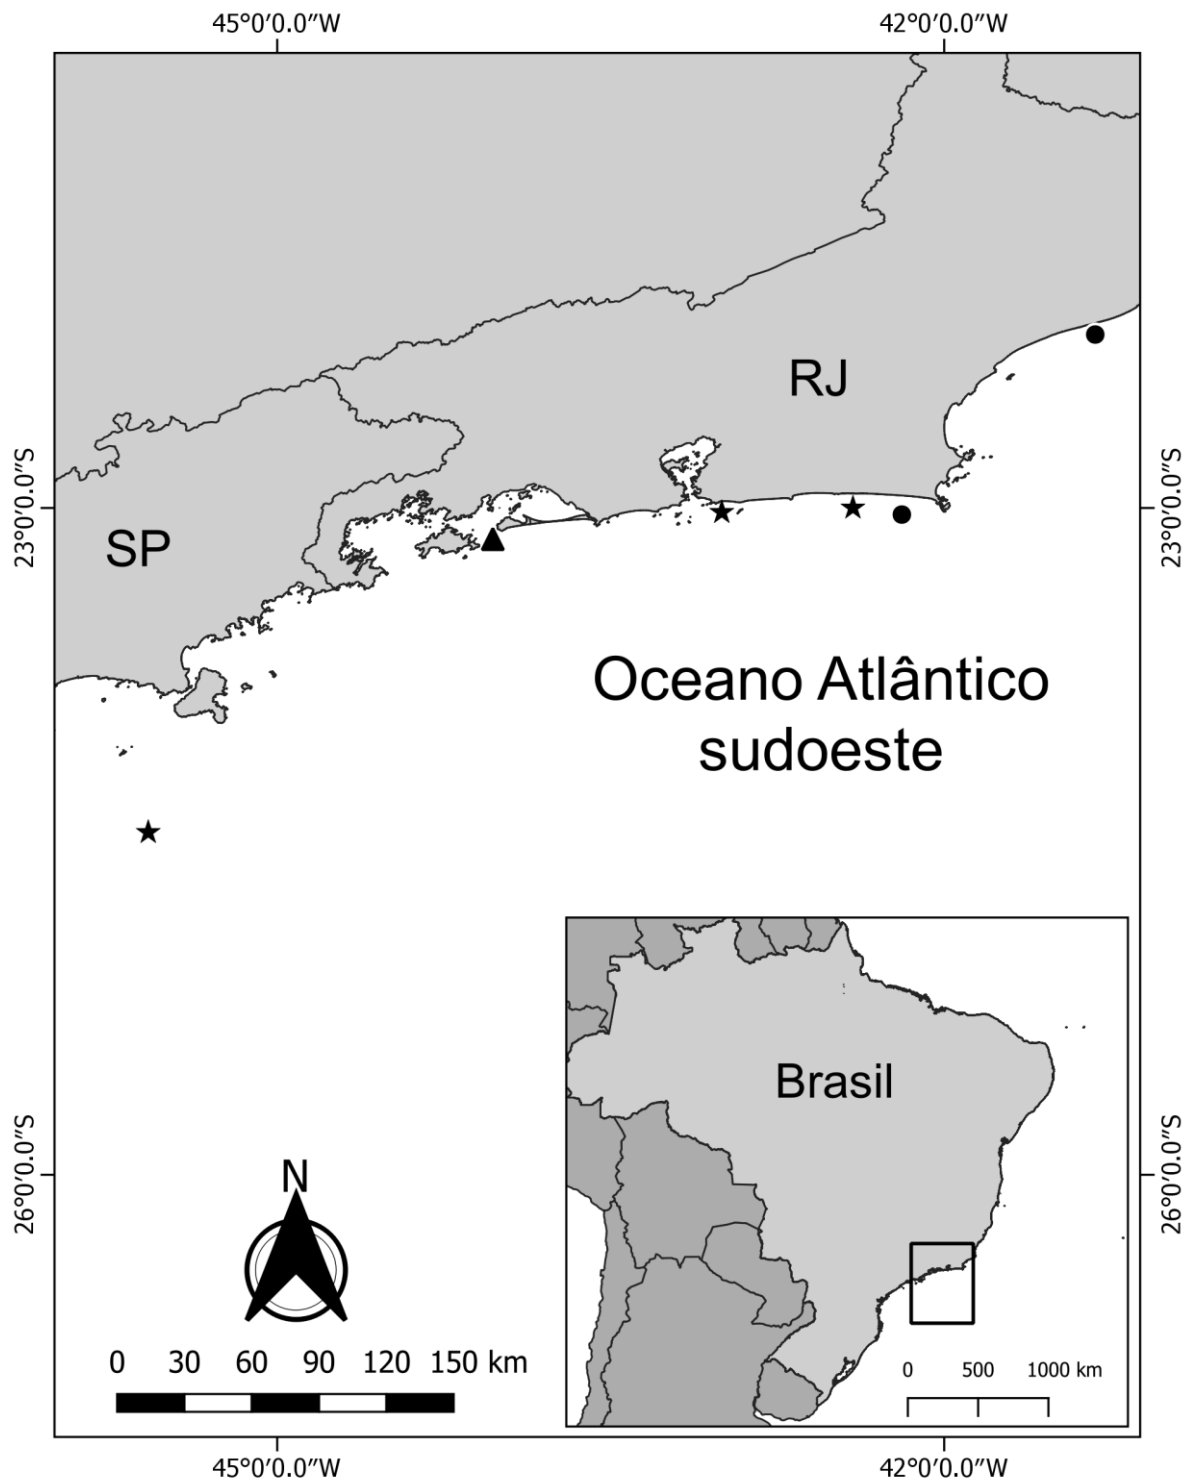 45°0′0.0″W 42°0′0.0″W
RJ
23°0′0.0″S 23°0′0.0″S
SP
Oceano Atlântico
sudoeste
Brasil
26°0′0.0″S 26°0′0.0″S
N
0 30 60 90 120 150 km
0 500 1000 km
45°0′0.0″W 42°0′0.0″W